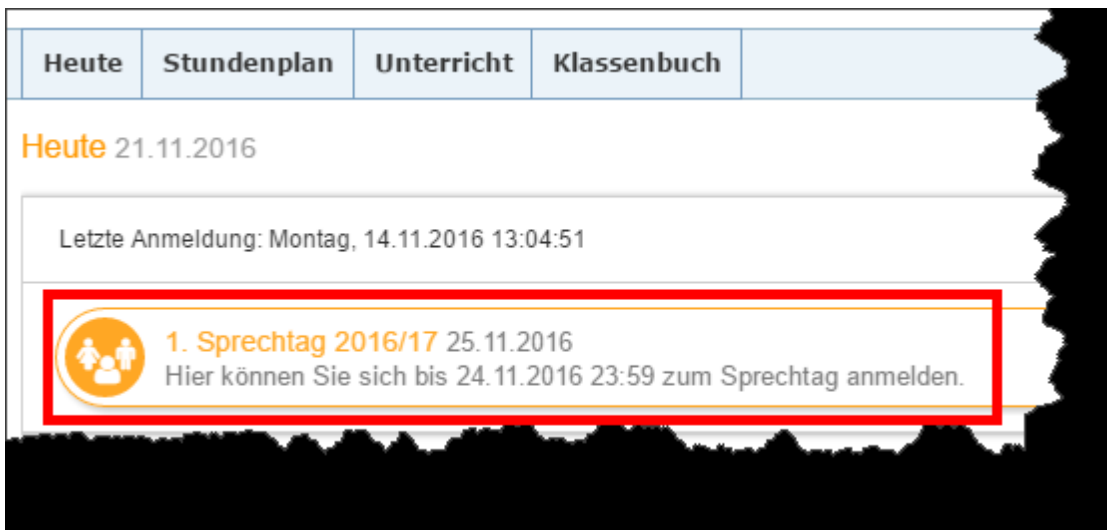 Heute Stundenplan Unterricht Klassenbuch
Heute 21.11.2016
Letzte Anmeldung: Montag, 14.11.2016 13:04:51
1. Sprechtag 2016/17 25.11.2016
Hier können Sie sich bis 24.11.2016 23:59 zum Sprechtag anmelden.